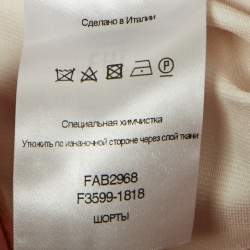 Сделано в Италии
P
Специальная химчистка
Утюжить по изнаночной стороне через слой ткани
FAB2968
F3599-1818
ШОРТЫ